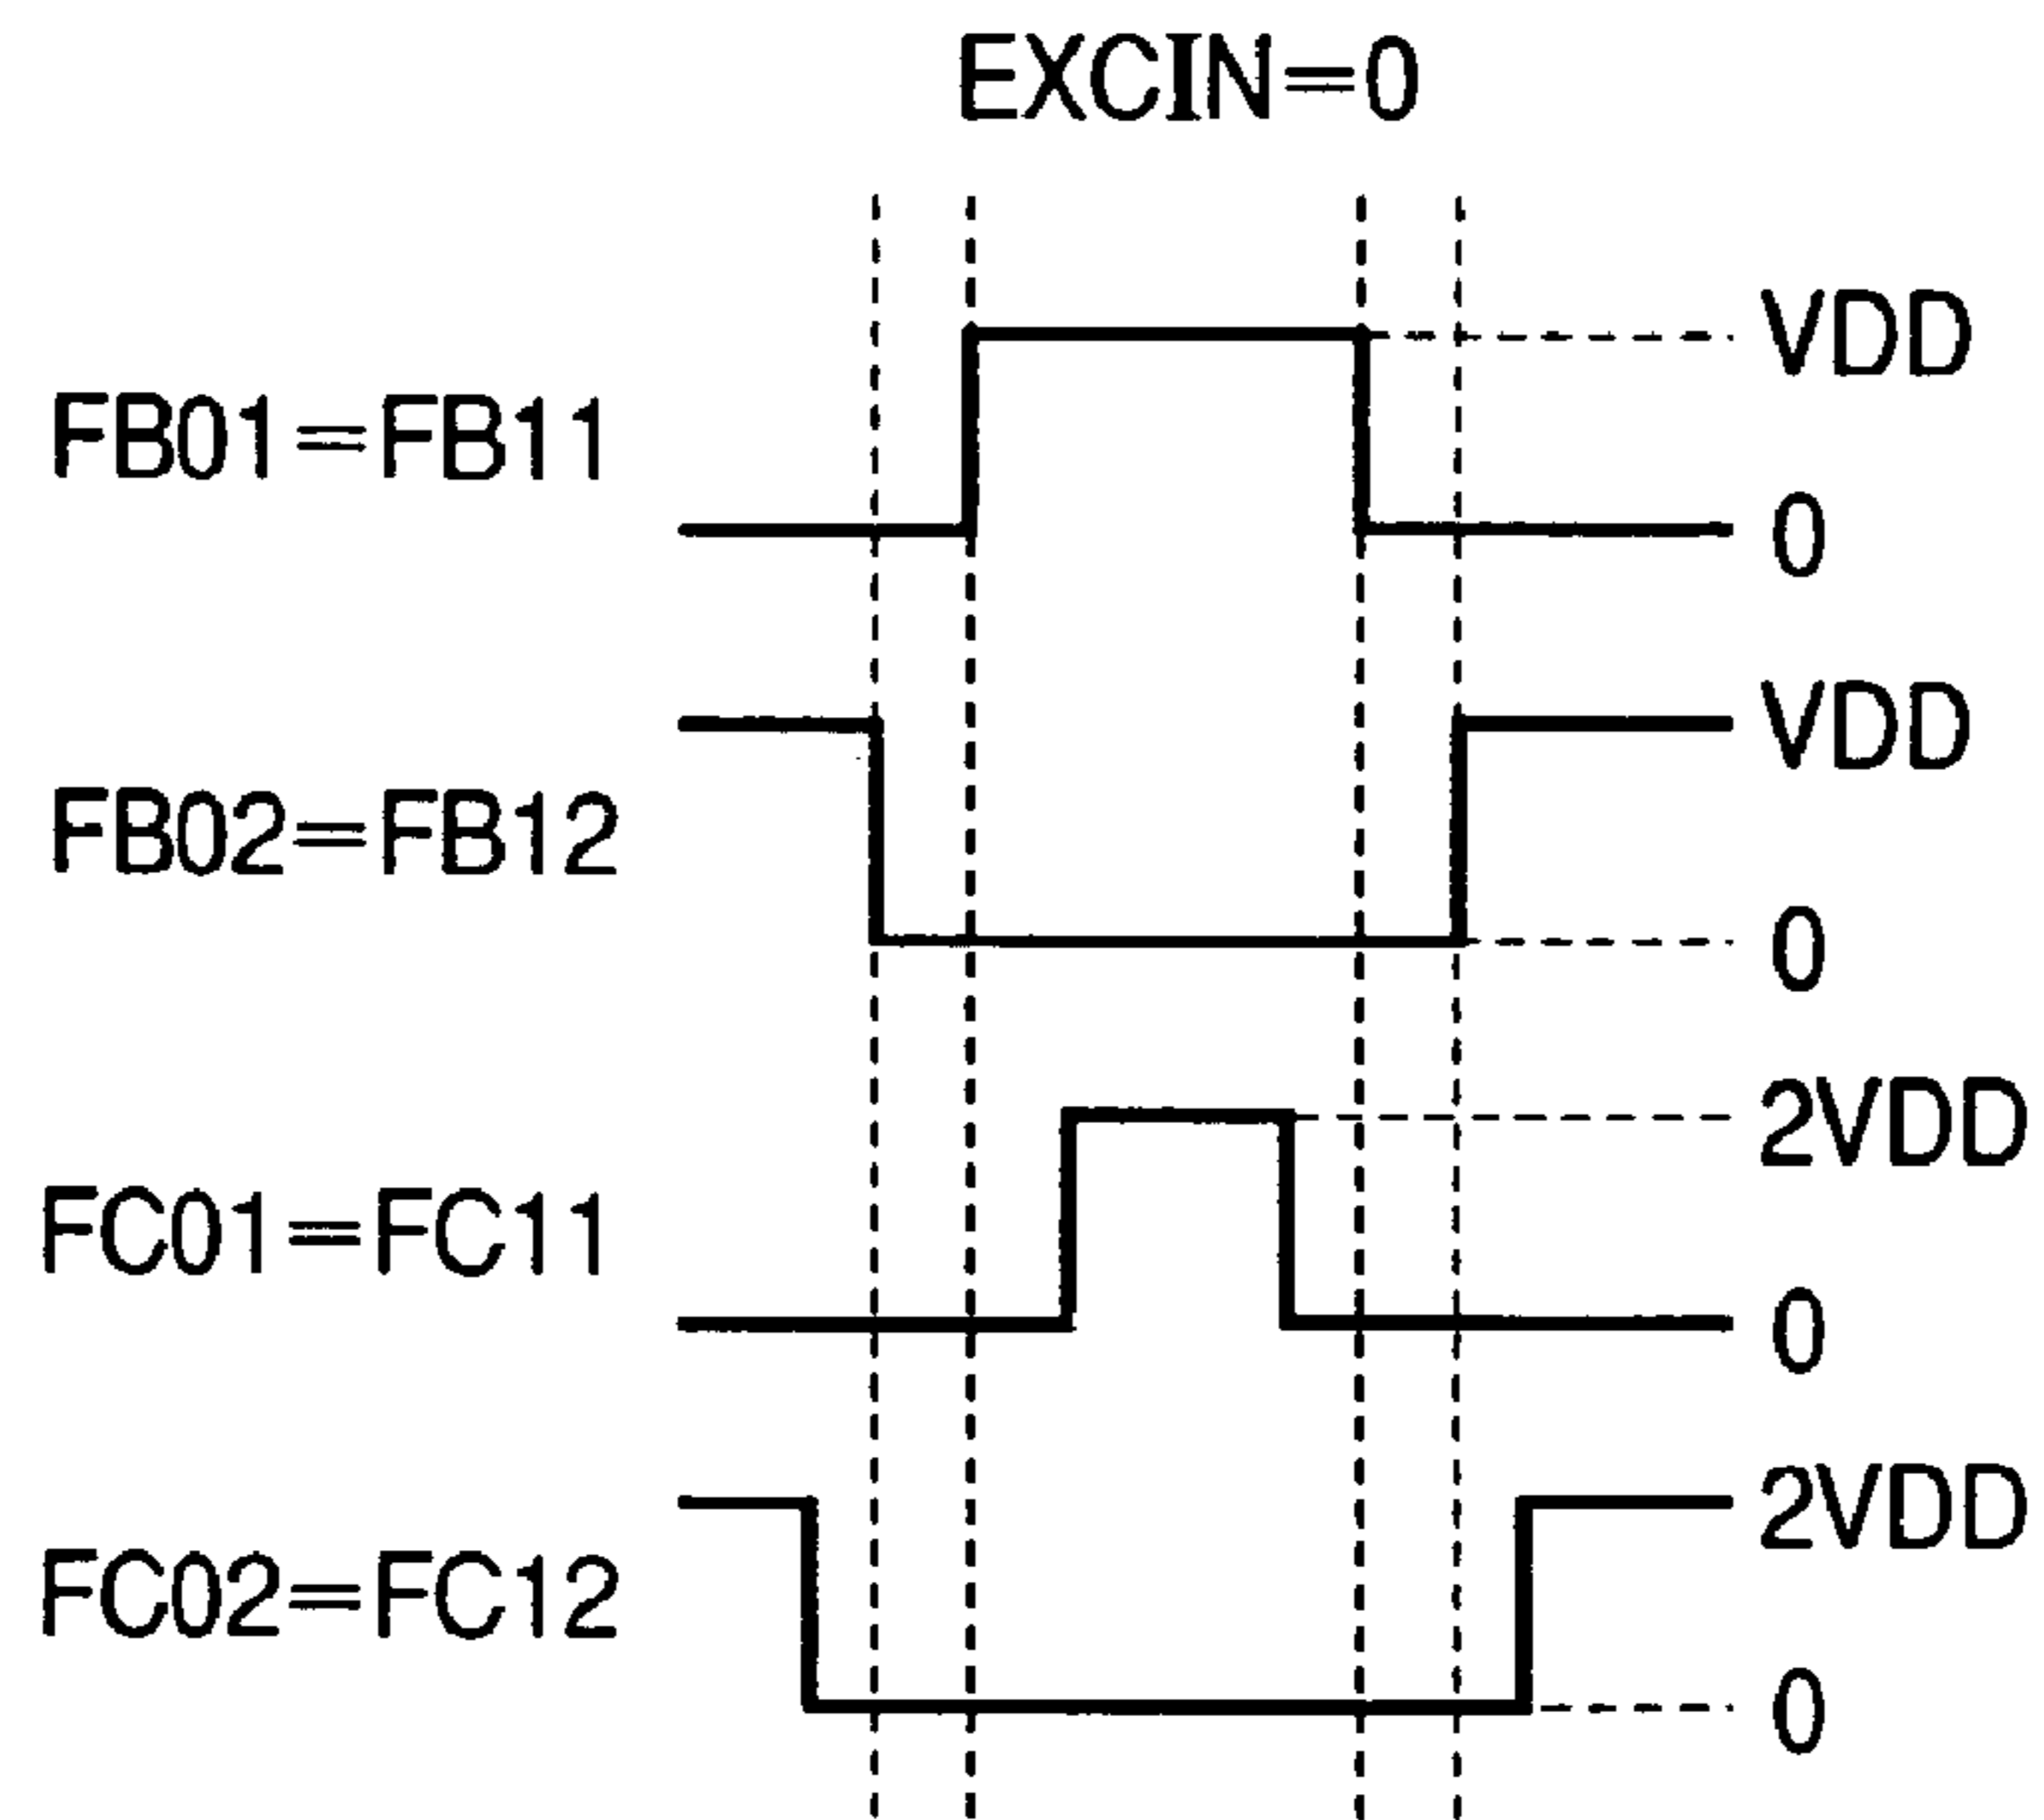 EXCIN=0
VDD
FB01=FB11
0
VDD
FB02=FB12
0
2VDD
FC01=FC11
0
2VDD
FC02=FC12
0